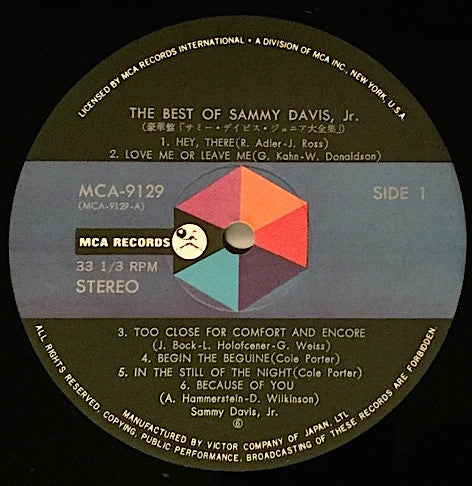 LICENSED BY MCA RECORDS INTERNATIONAL • A DIVISION OF MCA INC., NEW YORK, U.S.A.
THE BEST OF SAMMY DAVIS, Jr.
(豪華盤「サミー・デイビス・ジュニア大全集」)
1. HEY, THERE(R. Adler-J. Ross)
2. LOVE ME OR LEAVE ME(G. Kahn-W. Donaldson)
MCA-9129
(MCA-9129-A)
SIDE 1
MCA RECORDS
33 1/3 RPM
STEREO
3. TOO CLOSE FOR COMFORT AND ENCORE
(J. Bock-L. Holofcener-G. Weiss)
4. BEGIN THE BEGUINE(Cole Porter)
5. IN THE STILL OF THE NIGHT(Cole Porter)
6. BECAUSE OF YOU
(A. Hammerstein-D. Wilkinson)
Sammy Davis, Jr.
MANUFACTURED BY VICTOR COMPANY OF JAPAN, LTD.
ALL RIGHTS RESERVED, COPYING, PUBLIC PERFORMANCE, BROADCASTING OF THESE RECORDS ARE FORBIDDEN.